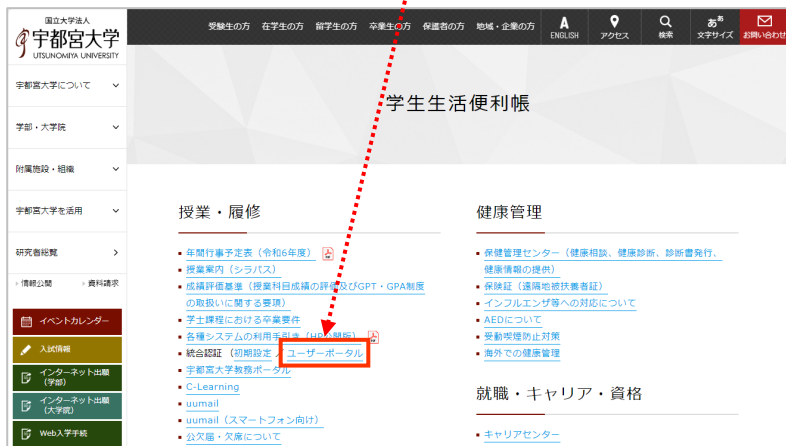 国立大学法人
宇都宮大学
UTSUNOMIYA UNIVERSITY
受験生の方 在学生の方 留学生の方 卒業生の方 保護者の方 地域・企業の方 A ENGLISH アクセス 検索 ああ 文字サイズ お問い合わせ
宇都宮大学について
学部・大学院
附属施設・組織
宇都宮大学を活用
研究者総覧
情報公開 資料請求
イベントカレンダー
入試情報
インターネット出願
(学部)
インターネット出願
(大学院)
Web入学手続
学生生活便利帳
授業・履修
年間行事予定表(令和6年度)
授業案内(シラバス)
成績評価基準(授業科目成績の評価及びGPT・GPA制度
の取扱いに関する要項)
学士課程における卒業要件
各種システムの利用手引き(HP公開版)
統合認証 (初期設定 / ユーザーポータル
宇都宮大学教務ポータル
C-Learning
uumail
uumail(スマートフォン向け)
公欠届・欠席について
健康管理
保健管理センター(健康相談、健康診断、診断書発行、
健康情報の提供)
保険証(遠隔地被扶養者証)
インフルエンザ等への対応について
AEDについて
受動喫煙防止対策
海外での健康管理
就職・キャリア・資格
キャリアセンター